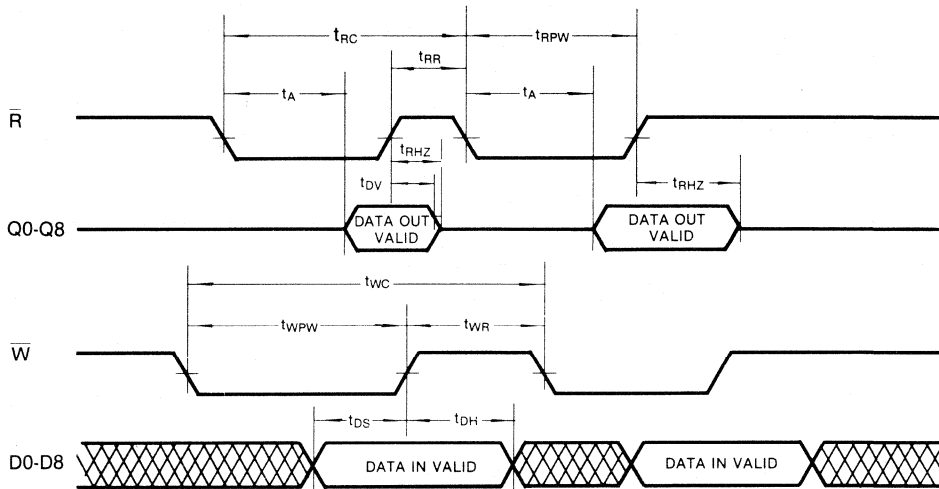 tRC
tRPW
tRR
tA
tA
R̅
tRHZ
tDV
tRHZ
Q0-Q8
DATA OUT
VALID
DATA OUT
VALID
tWC
tWPW
tWR
W̅
tDS
tDH
D0-D8
DATA IN VALID
DATA IN VALID